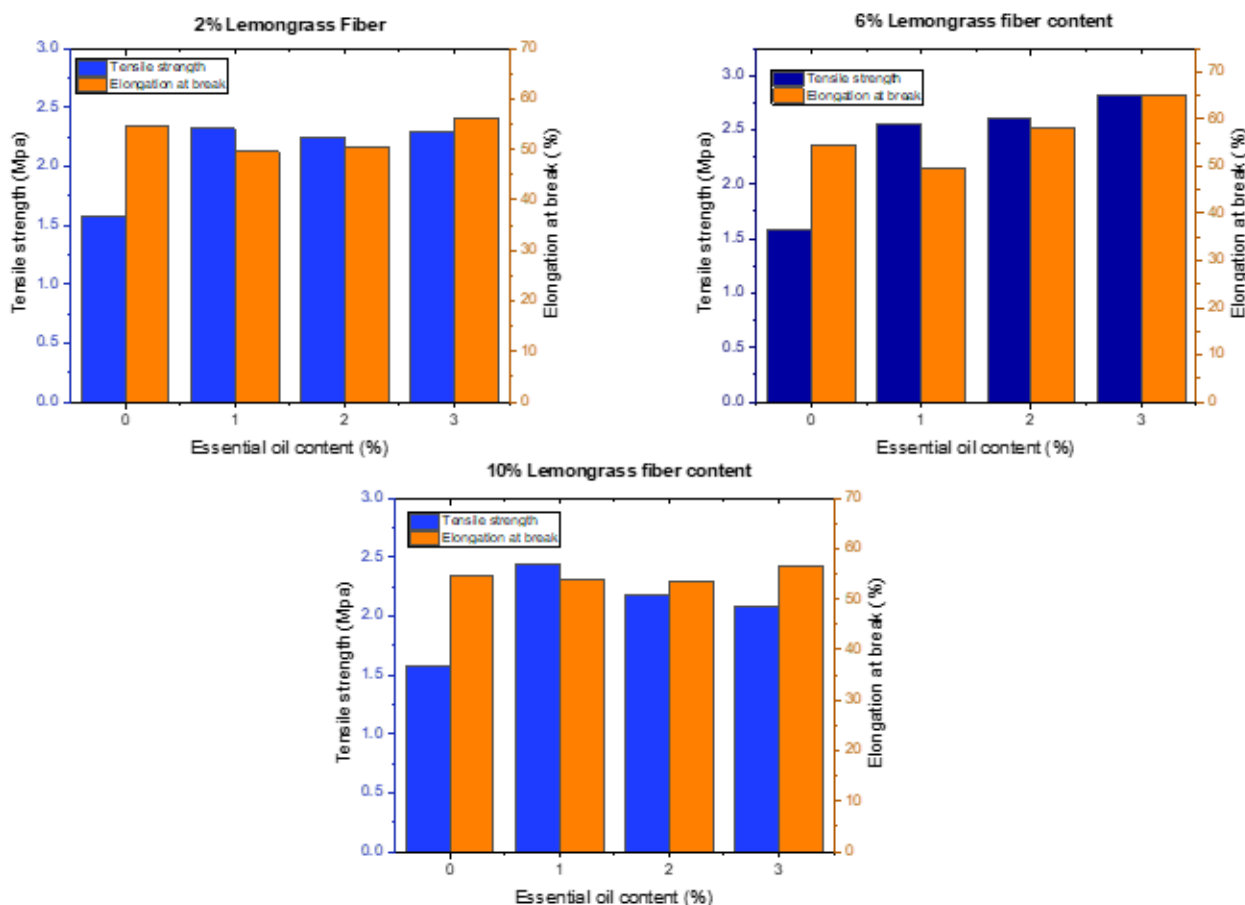 2% Lemongrass Fiber
Tensile strength
Elongation at break
3.0
2.5
2.0
1.5
1.0
0.5
0.0
Tensile strength (Mpa)
70
60
50
40
30
20
10
0
Elongation at break (%)
0 1 2 3
Essential oil content (%)
6% Lemongrass fiber content
Tensile strength
Elongation at break
3.0
2.5
2.0
1.5
1.0
0.5
0.0
Tensile strength (Mpa)
70
60
50
40
30
20
10
0
Elongation at break (%)
0 1 2 3
Essential oil content (%)
10% Lemongrass fiber content
Tensile strength
Elongation at break
3.0
2.5
2.0
1.5
1.0
0.5
0.0
Tensile strength (Mpa)
70
60
50
40
30
20
10
0
Elongation at break (%)
0 1 2 3
Essential oil content (%)